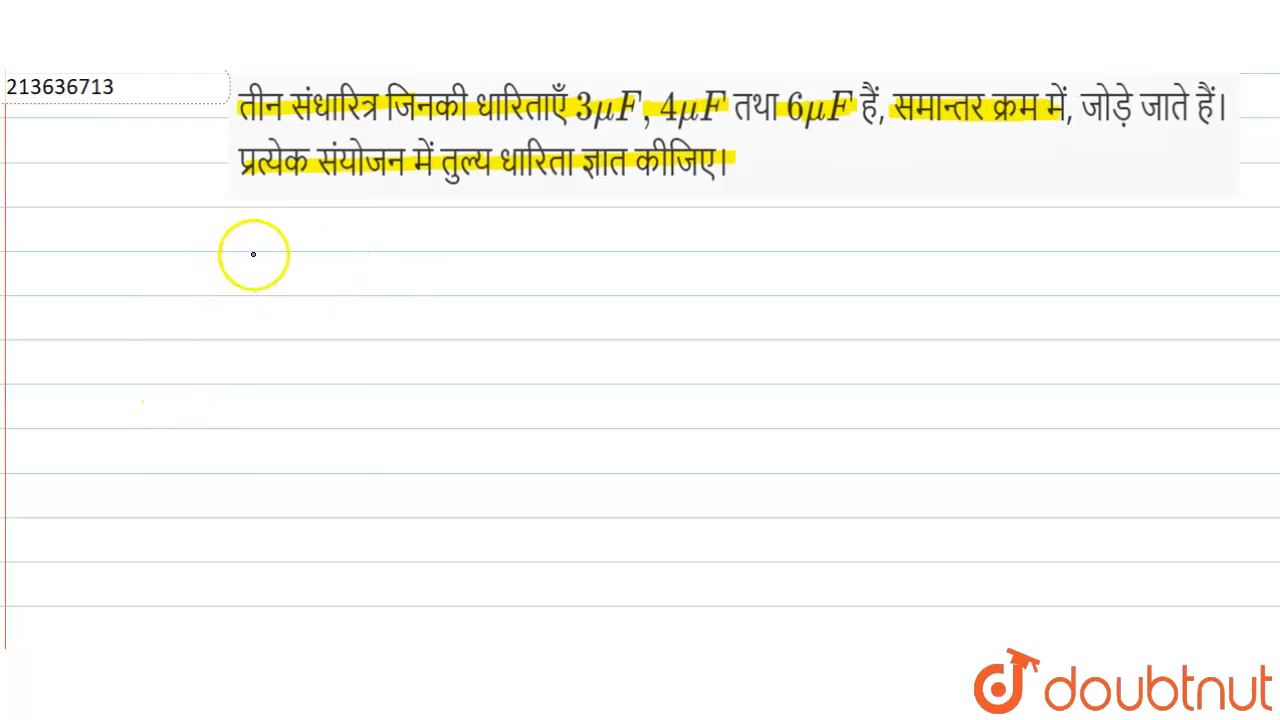 213636713
तीन संधारित्र जिनकी धारिताएँ 3μF, 4μF तथा 6μF हैं, समान्तर क्रम में, जोड़े जाते हैं।
प्रत्येक संयोजन में तुल्य धारिता ज्ञात कीजिए।
doubtnut